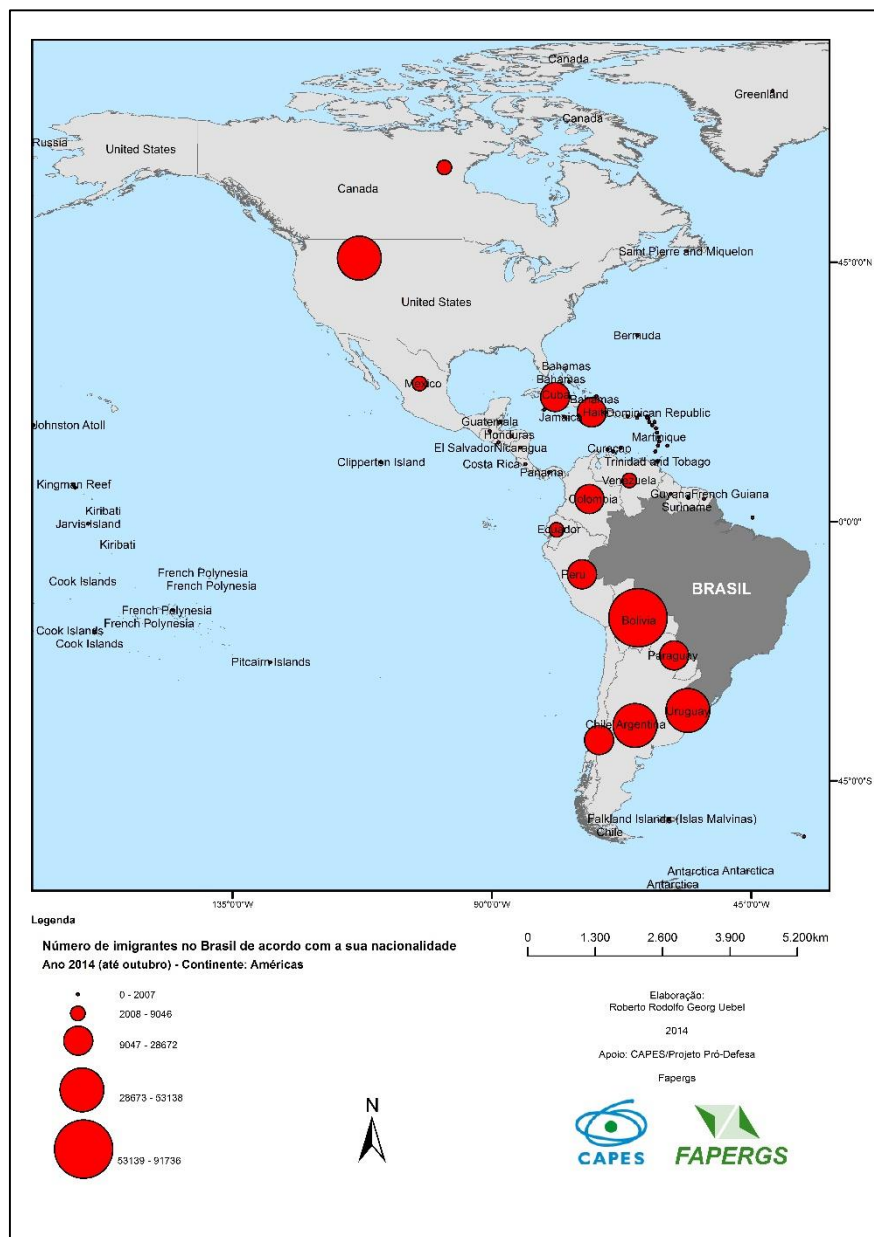 Canada
Greenland
Canada
Russia
United States
Canada
Saint Pierre and Miquelon
45°0'0"N
United States
Bermuda
Bahamas
Mexico
Bahamas
Cuba
Bahamas
Haiti
Dominican Republic
Jamaica
Johnston Atoll
Guatemala
Honduras
Martinique
El Salvador
Nicaragua
Curaçao
Clipperton Island
Costa Rica
Trinidad and Tobago
Panama
Venezuela
Kingman Reef
Colombia
Guyana
French Guiana
Suriname
Kiribati
Jarvis Island
0°0'0"
Ecuador
Kiribati
French Polynesia
Peru
Cook Islands
French Polynesia
BRASIL
French Polynesia
Bolivia
French Polynesia
Cook Islands
Cook Islands
Paraguay
Pitcairn Islands
Uruguay
Chile
Argentina
45°0'0"S
Falkland Islands (Islas Malvinas)
Chile
Antarctica
Antarctica
Antarctica
135°0'0"W
90°0'0"W
45°0'0"W
Legenda
Número de imigrantes no Brasil de acordo com a sua nacionalidade
Ano 2014 (até outubro) - Continente: Américas
0 - 2007
2008 - 9046
9047 - 28672
28673 - 53138
53139 - 91736
N
0 1.300 2.600 3.900 5.200km
Elaboração:
Roberto Rodolfo Georg Uebel
2014
Apoio: CAPES/Projeto Pró-Defesa
Fapergs
CAPES
FAPERGS